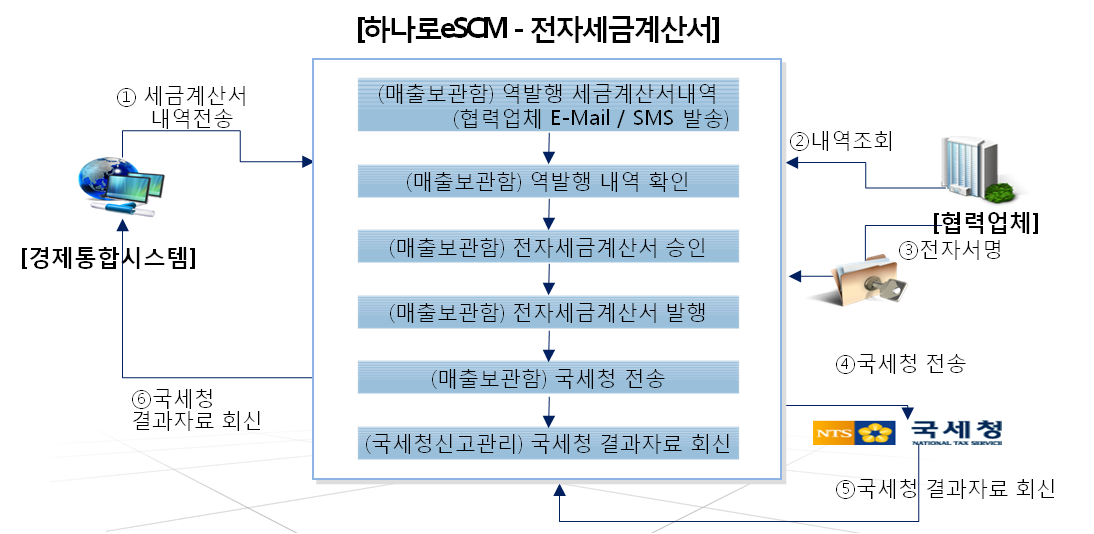 [하나로eSCM - 전자세금계산서]
① 세금계산서
내역전송
(매출보관함) 역발행 세금계산서내역
(협력업체 E-Mail / SMS 발송)
②내역조회
(매출보관함) 역발행 내역 확인
[협력업체]
[경제통합시스템]
(매출보관함) 전자세금계산서 승인
③전자서명
(매출보관함) 전자세금계산서 발행
④국세청 전송
(매출보관함) 국세청 전송
⑥국세청
결과자료 회신
(국세청신고관리) 국세청 결과자료 회신
NTS 국세청
NATIONAL TAX SERVICE
⑤국세청 결과자료 회신